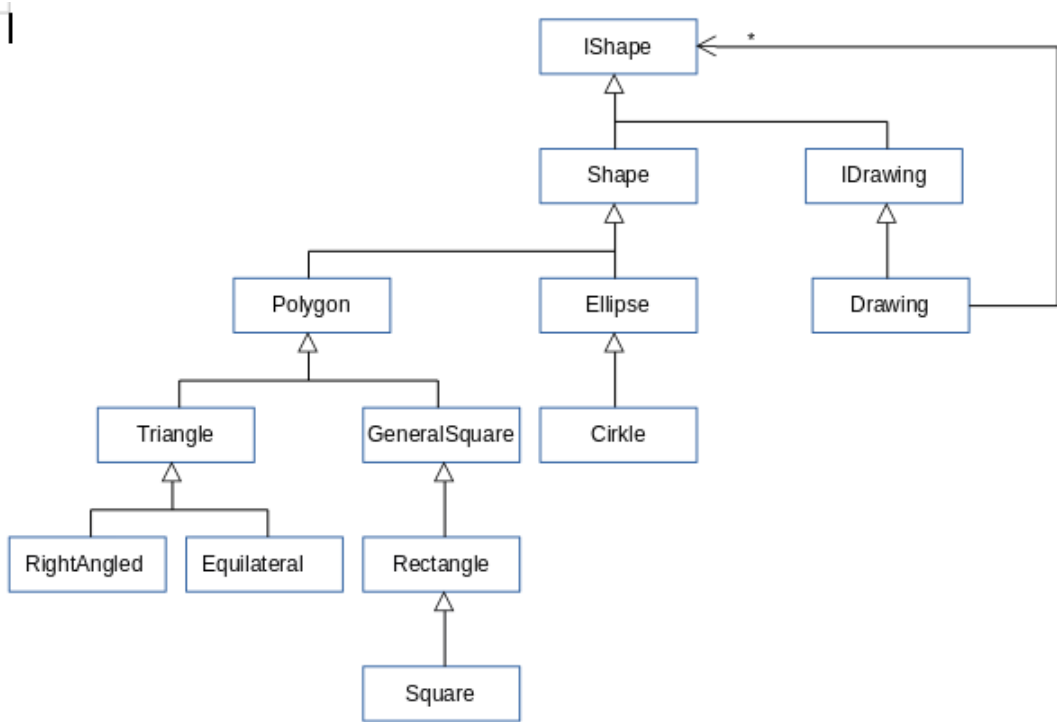 IShape
*
Shape
IDrawing
Polygon
Ellipse
Drawing
Triangle
GeneralSquare
Cirkle
RightAngled
Equilateral
Rectangle
Square